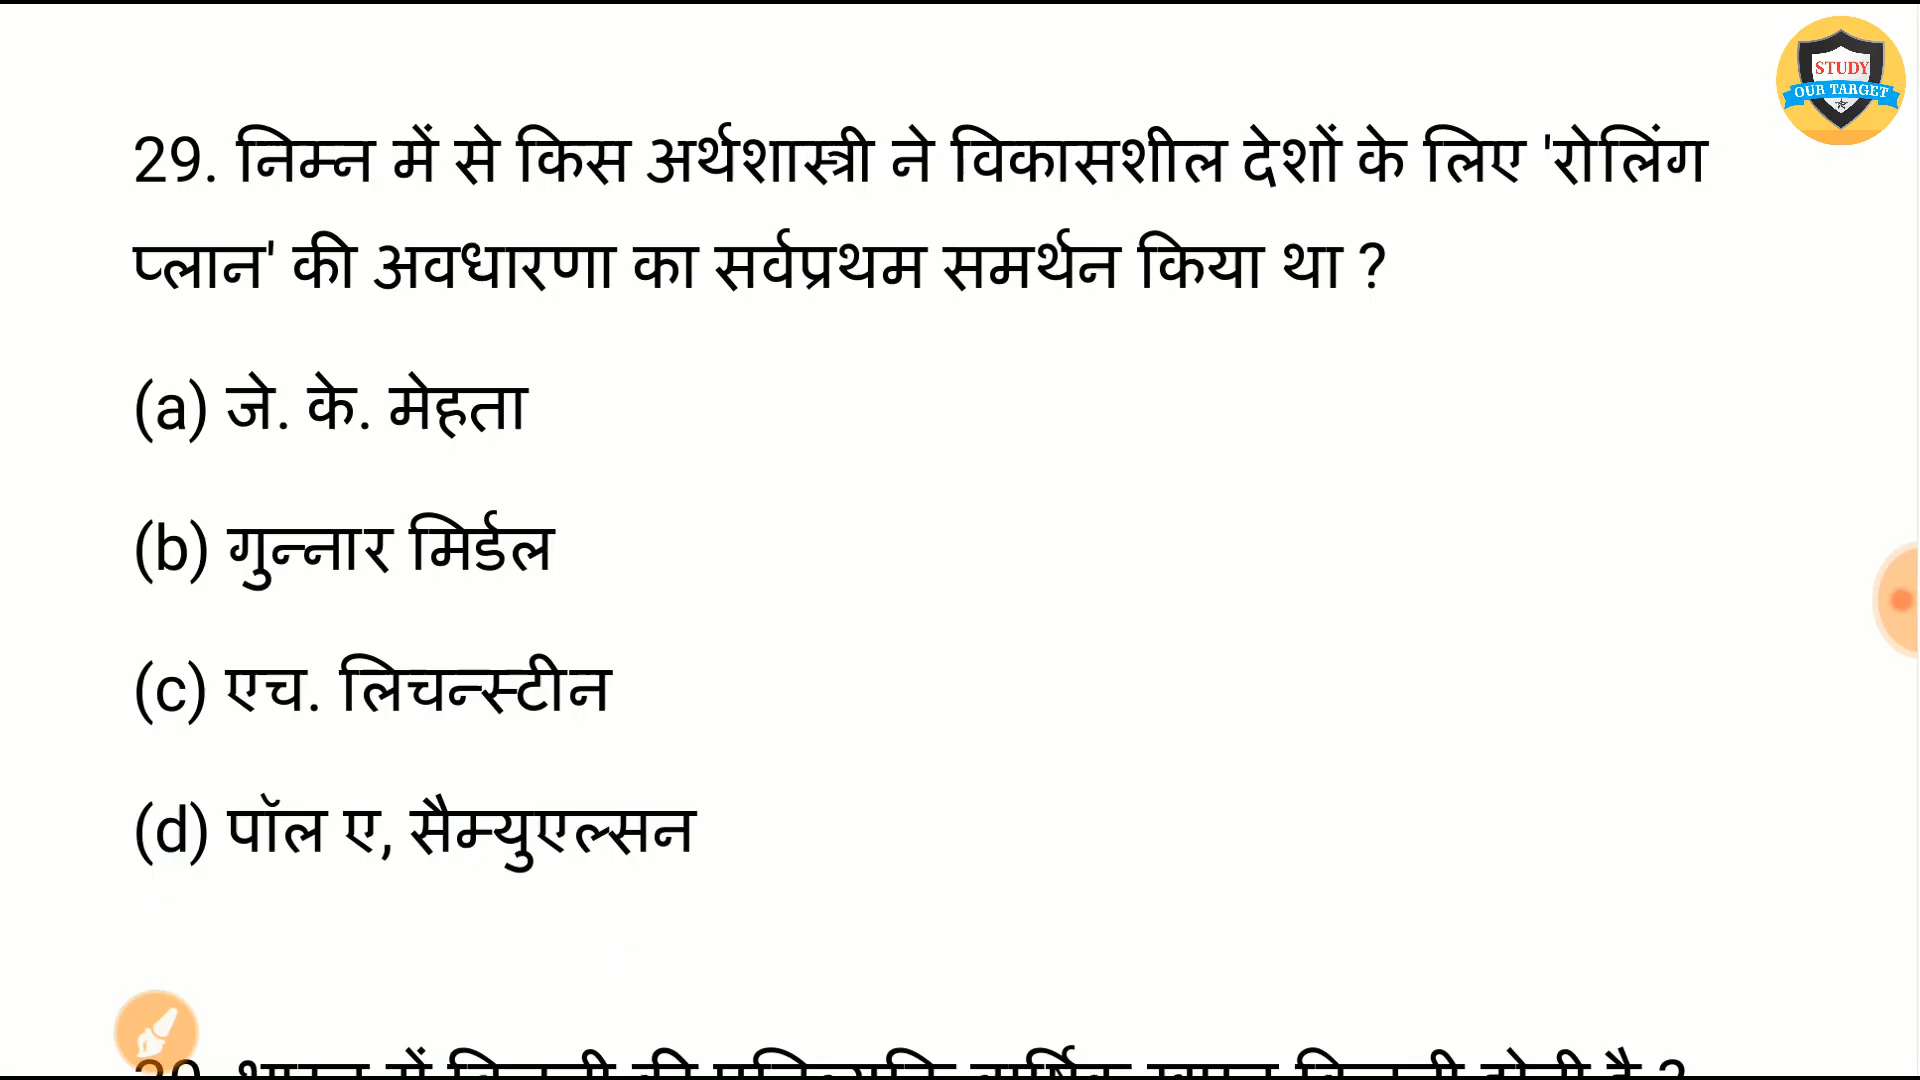 STUDY
OUR TARGET
29. निम्न में से किस अर्थशास्त्री ने विकासशील देशों के लिए 'रोलिंग
प्लान' की अवधारणा का सर्वप्रथम समर्थन किया था ?
(a) जे. के. मेहता
(b) गुन्नार मिर्डल
(c) एच. लिचन्स्टीन
(d) पॉल ए, सैम्युएल्सन